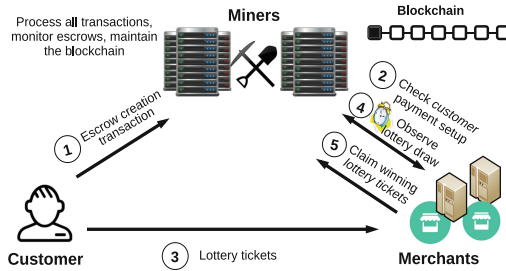 Process all transactions,
monitor escrows, maintain
the blockchain
Miners
Blockchain
1
Escrow creation
transaction
2
Check customer
payment setup
4
Observe
lottery draw
5
Claim winning
lottery tickets
Customer
3
Lottery tickets
Merchants